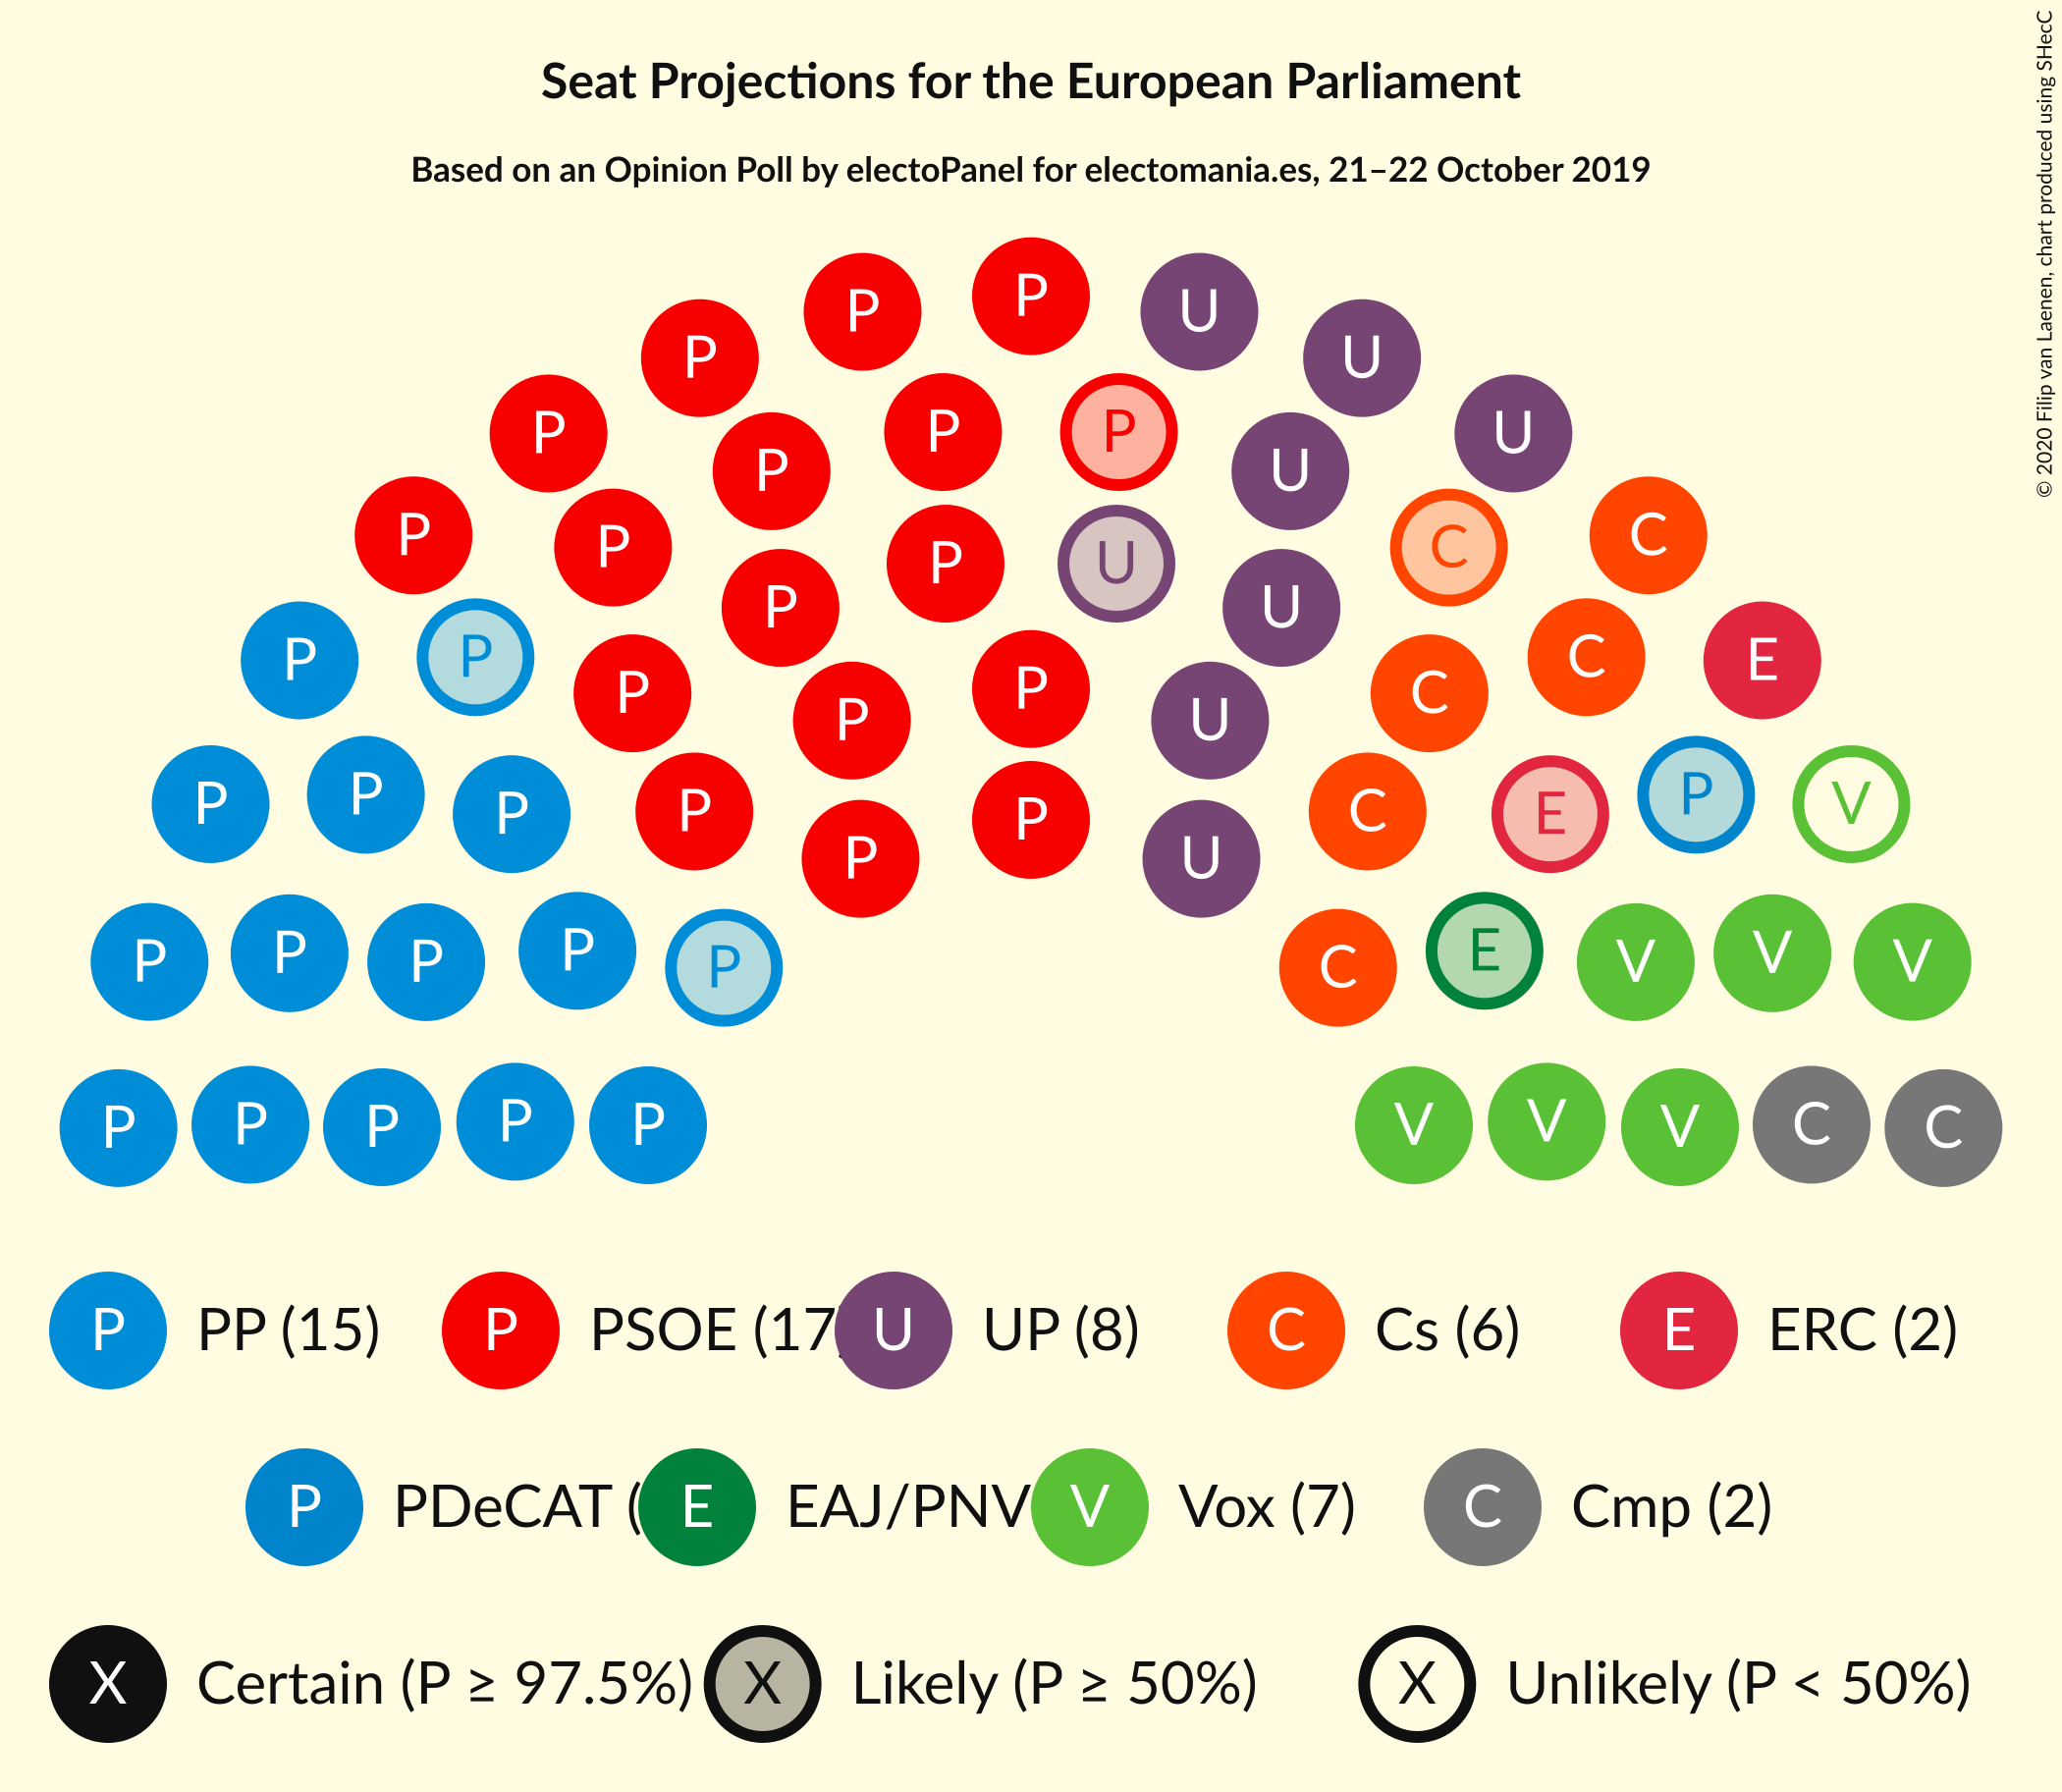 Seat Projections for the European Parliament
Based on an Opinion Poll by electoPanel for electomania.es, 21–22 October 2019
© 2020 Filip van Laenen, chart produced using SHecC
P P U
P U
P P P U
P U
P P P U C C
P U
P P P P C C E
P U
P P P P P C E P V
P U
P P P P P C E V V V
P P P P P V V V C C
P PP (15) P PSOE (17 U UP (8) C Cs (6) E ERC (2)
P PDeCAT ( E EAJ/PNV V Vox (7) C Cmp (2)
X Certain (P ≥ 97.5%) X Likely (P ≥ 50%) X Unlikely (P < 50%)